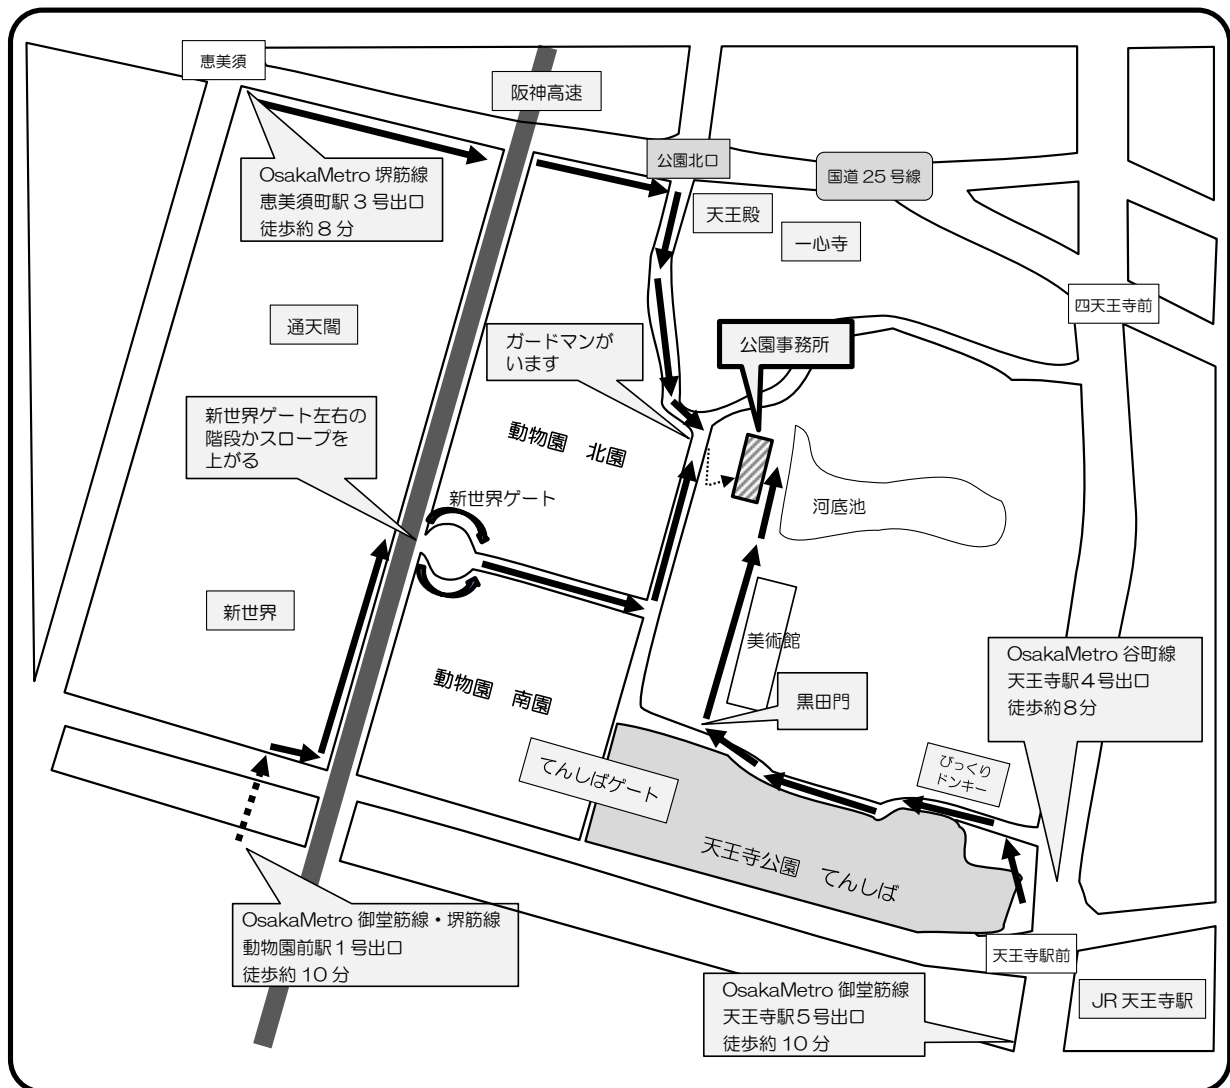 恵美須
阪神高速
公園北口
国道25号線
OsakaMetro 堺筋線
恵美須町駅3号出口
徒歩約8分
天王殿
一心寺
四天王寺前
通天閣
ガードマンが
います
公園事務所
新世界ゲート左右の
階段かスロープを
上がる
動物園 北園
新世界ゲート
河底池
新世界
美術館
OsakaMetro 谷町線
天王寺駅4号出口
徒歩約8分
動物園 南園
黒田門
てんしばゲート
びっくり
ドンキー
天王寺公園 てんしば
OsakaMetro 御堂筋線・堺筋線
動物園前駅1号出口
徒歩約10分
天王寺駅前
OsakaMetro 御堂筋線
天王寺駅5号出口
徒歩約10分
JR天王寺駅